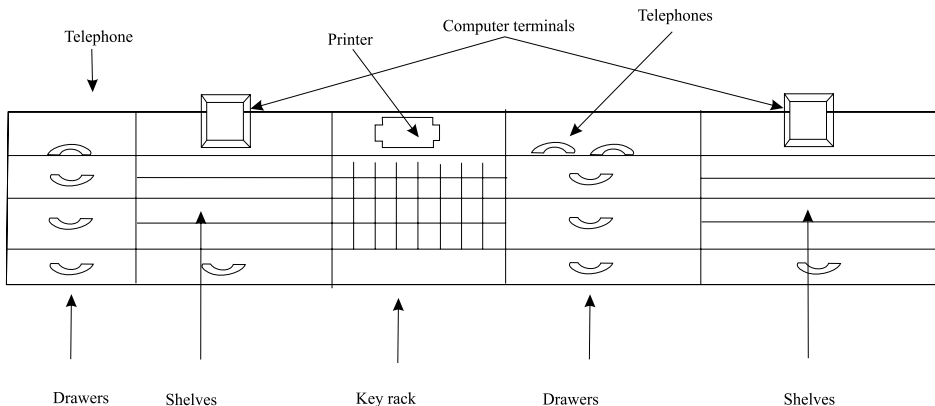 Telephone
Printer
Computer terminals
Telephones
Drawers
Shelves
Key rack
Drawers
Shelves